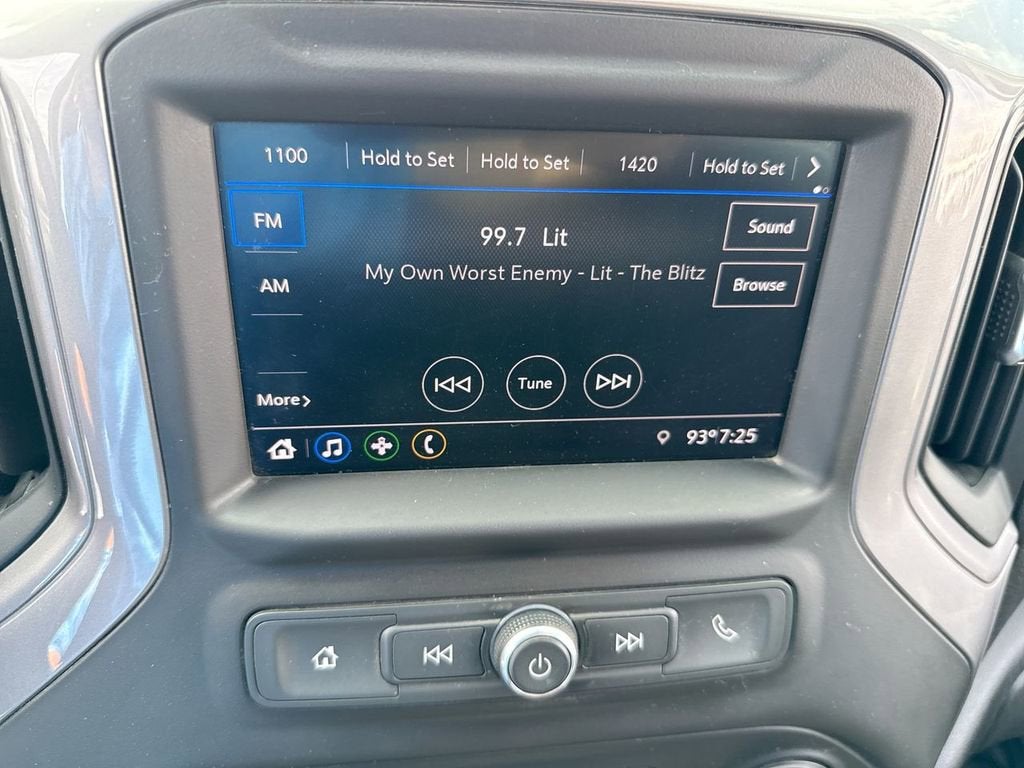 1100 Hold to Set Hold to Set 1420 Hold to Set
FM
99.7 Lit
Sound
My Own Worst Enemy - Lit - The Blitz
AM
Browse
Tune
More
93° 7:25